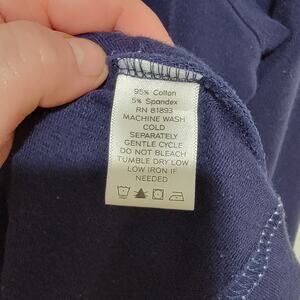 95% Cotton
5% Spandex
RN 81893
MACHINE WASH
COLD
SEPARATELY
GENTLE CYCLE
DO NOT BLEACH
TUMBLE DRY LOW
LOW IRON IF
NEEDED